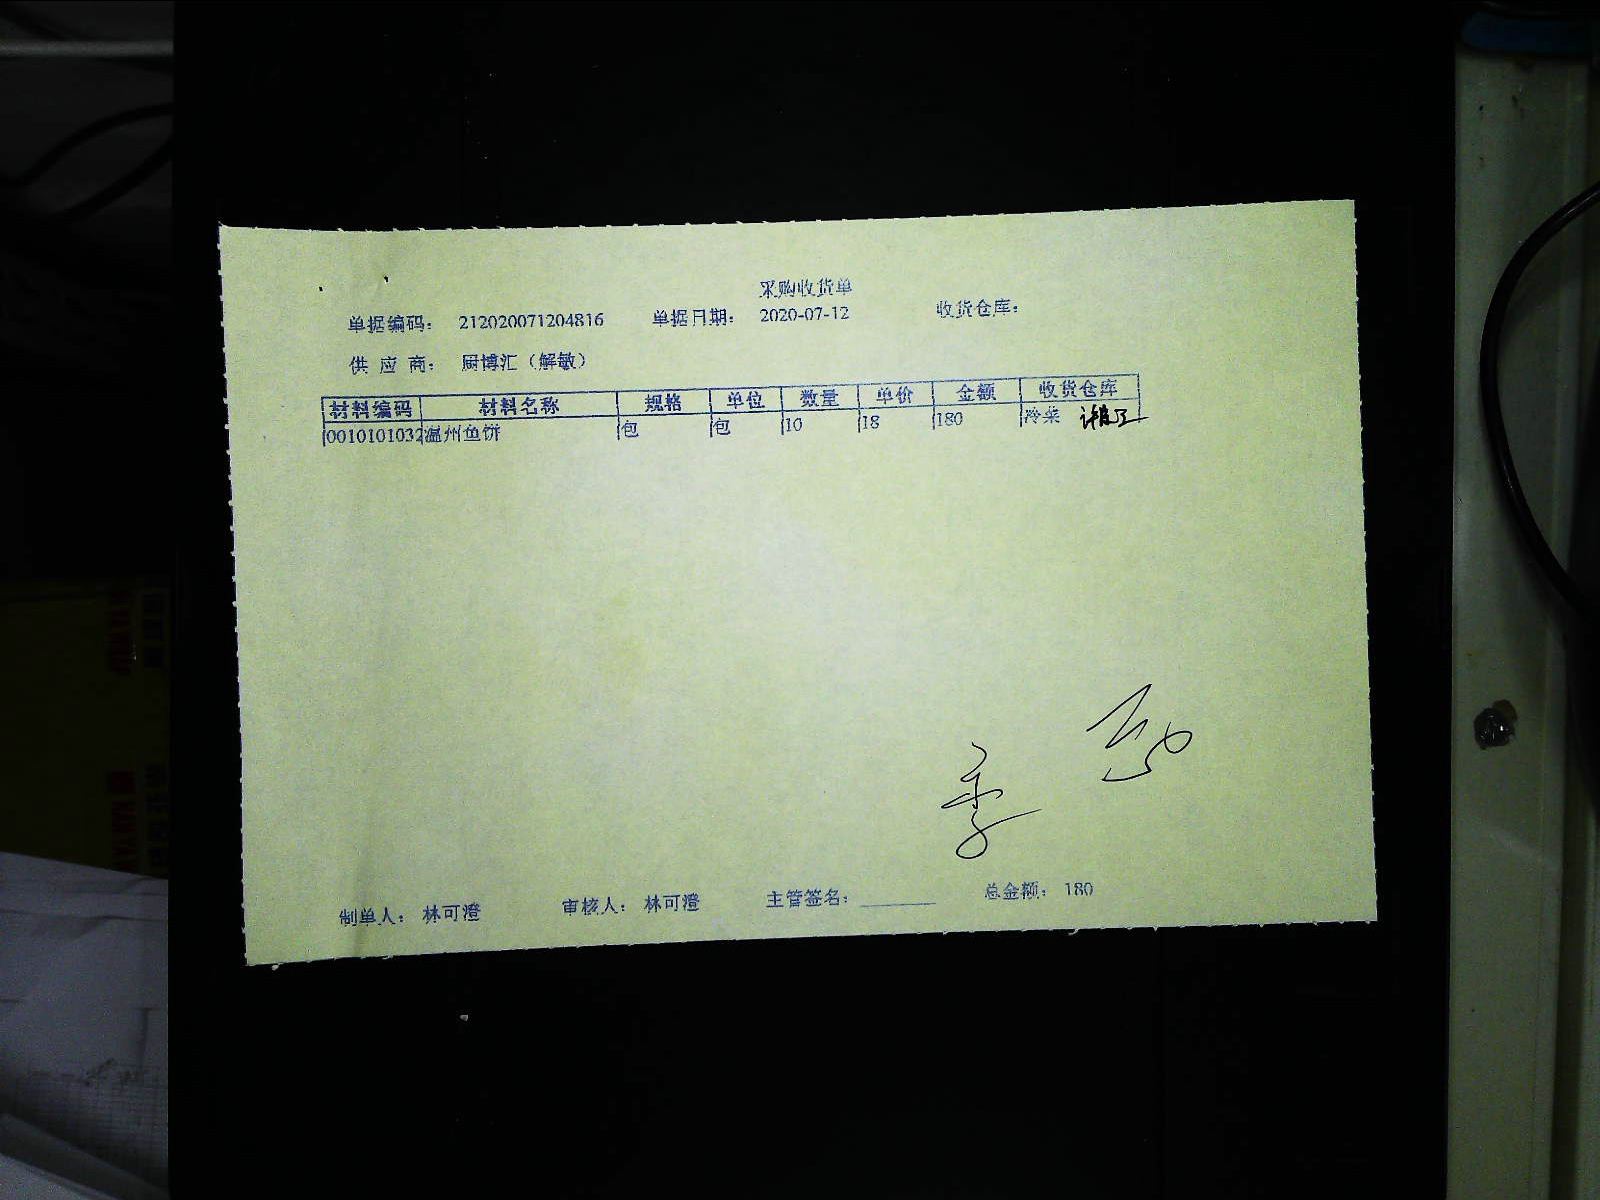 采购收货单
单据编码： 212020071204816 单据日期： 2020-07-12 收货仓库：
供 应 商： 厨博汇（解敏）
材料编码 材料名称 规格 单位 数量 单价 金额 收货仓库
0010101032 温州鱼饼 包 包 10 18 180 冷菜
李
制单人： 林可澄 审核人： 林可澄 主管签名： 总金额： 180